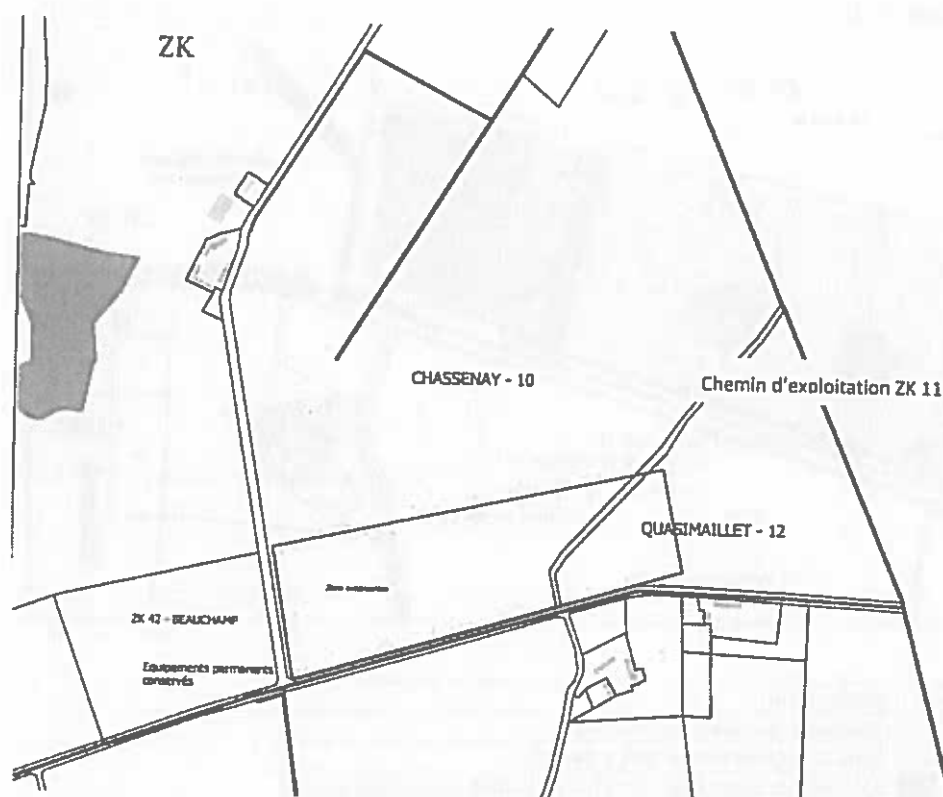 ZK
CHASSENAY - 10
Chemin d'exploitation ZK 11
QUASIMAILLET - 12
ZK 42 - BEAUCHAMP
Equipements permanents
conservés